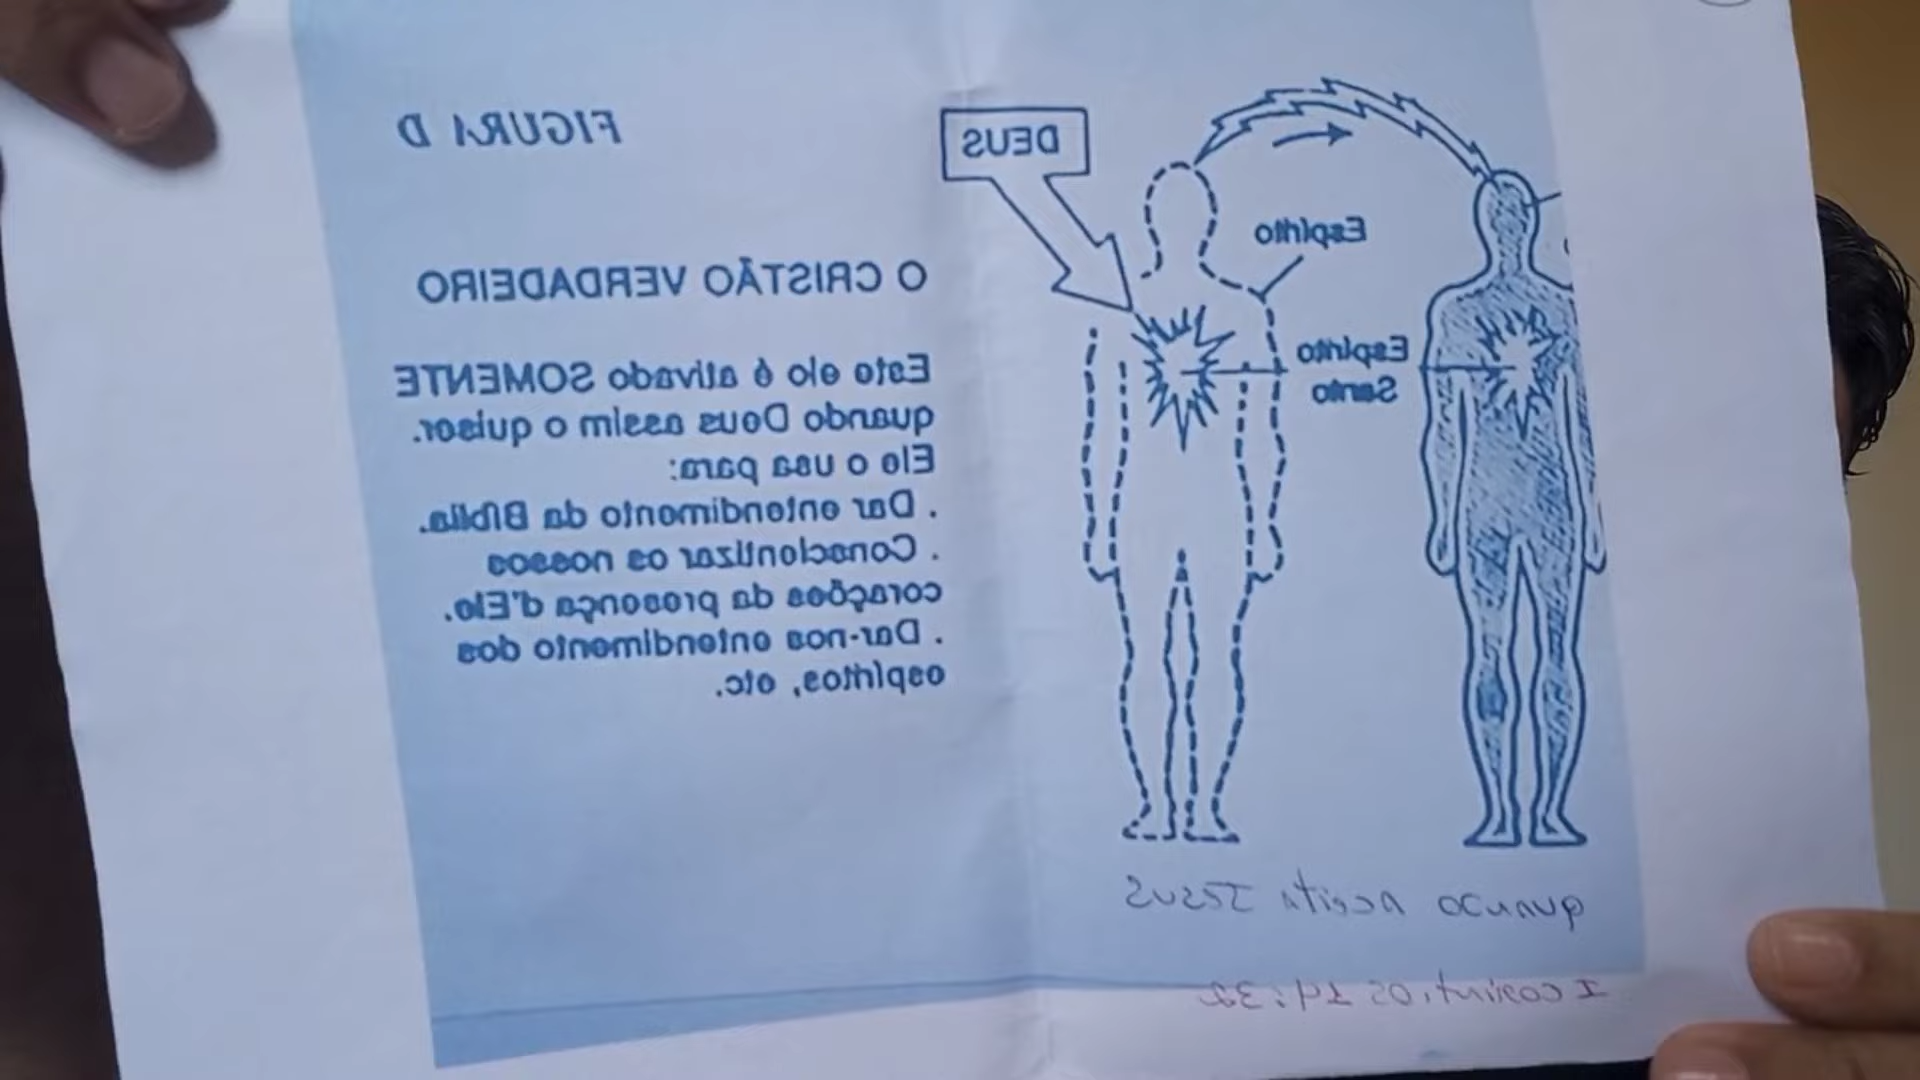 FIGURA D
DEUS
O CRISTÃO VERDADEIRO
Este elo é ativado SOMENTE
quando Deus assim o quiser.
Ele o usa para:
. Dar entendimento da Bíblia.
. Conscientizar os nossos
corações da presença d'Ele.
. Dar-nos entendimento dos
espíritos, etc.
Espírito
Espírito
Santo
quando aceita JESUS
I coríntios 14:32